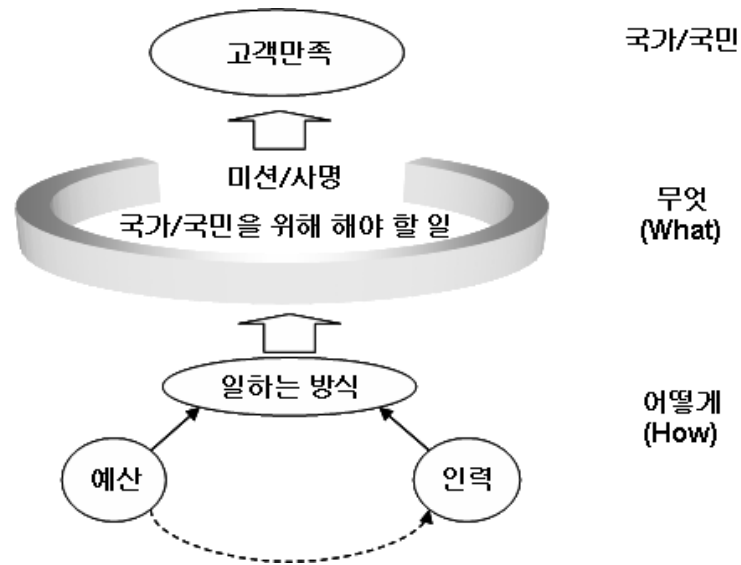 고객만족
국가/국민
미션/사명
국가/국민을 위해 해야 할 일
무엇
(What)
일하는 방식
어떻게
(How)
예산
인력